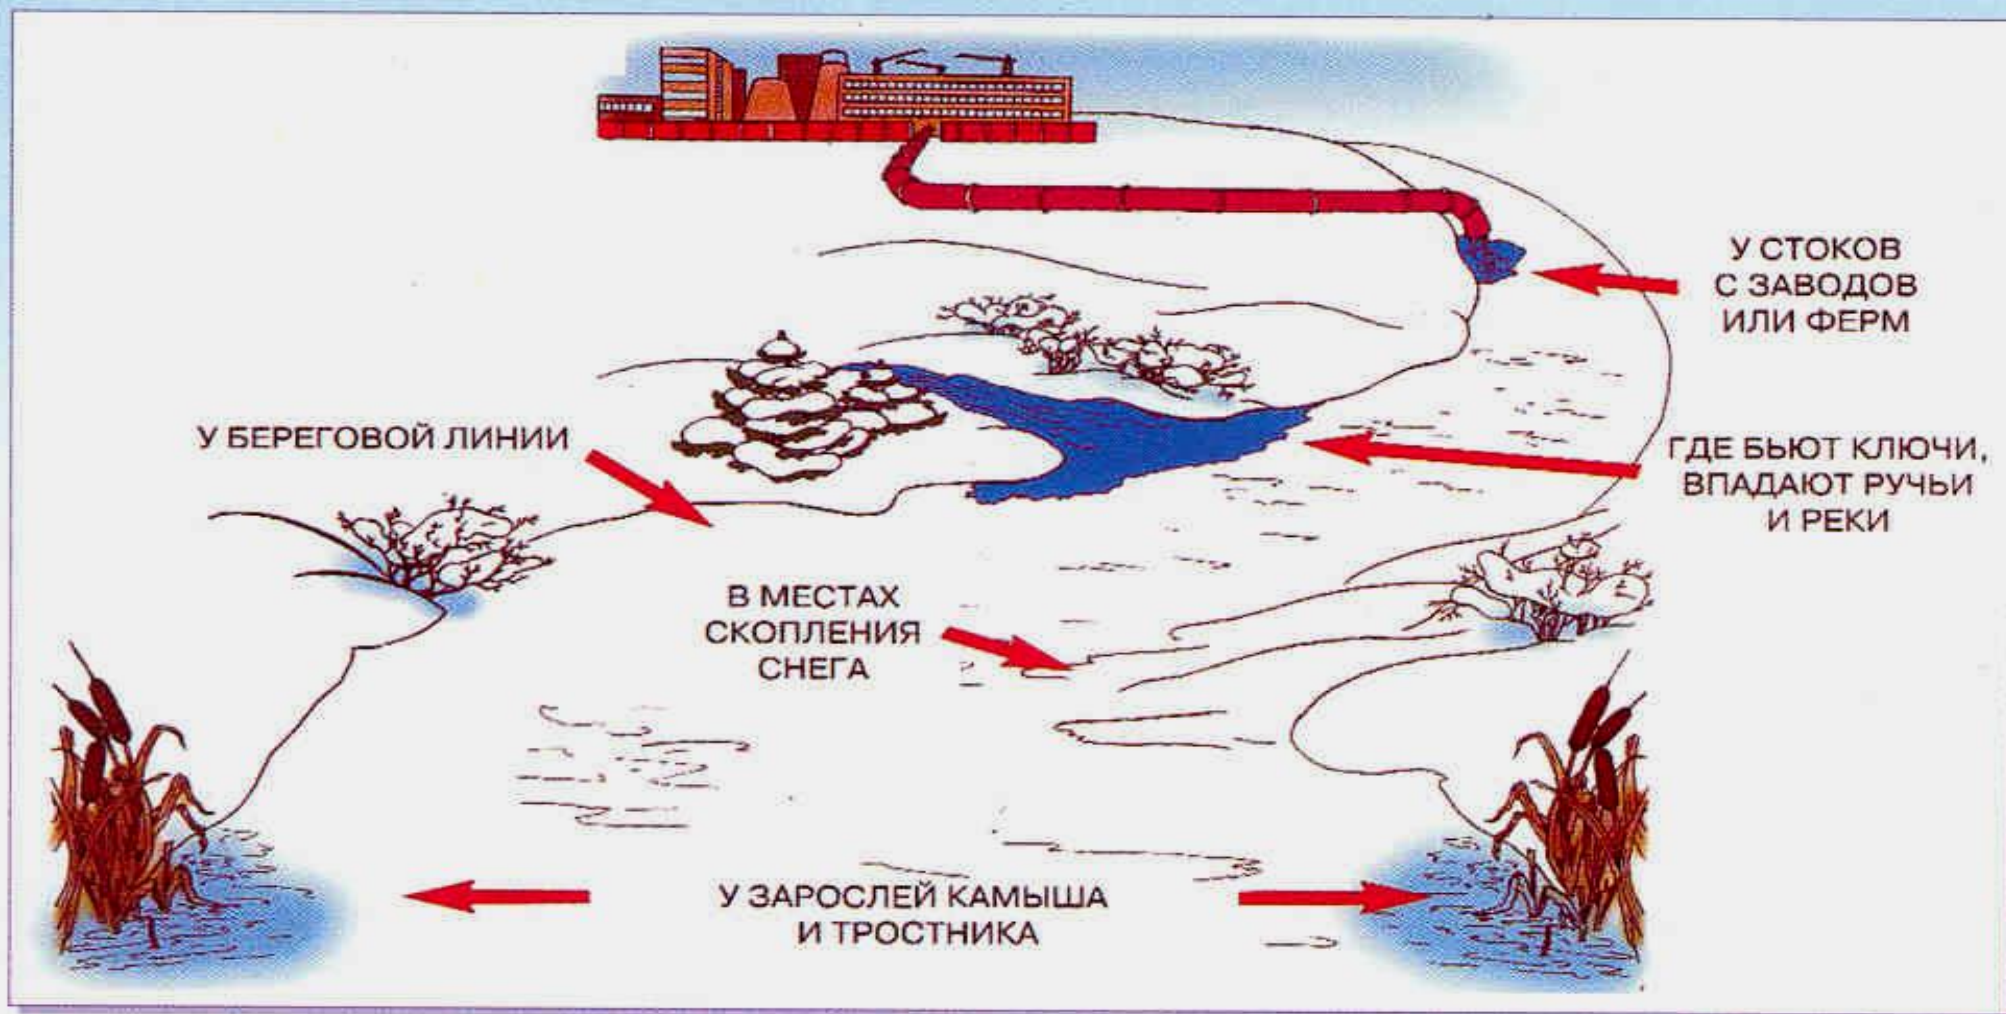 У СТОКОВ
С ЗАВОДОВ
ИЛИ ФЕРМ
У БЕРЕГОВОЙ ЛИНИИ
ГДЕ БЬЮТ КЛЮЧИ,
ВПАДАЮТ РУЧЬИ
И РЕКИ
В МЕСТАХ
СКОПЛЕНИЯ
СНЕГА
У ЗАРОСЛЕЙ КАМЫША
И ТРОСТНИКА